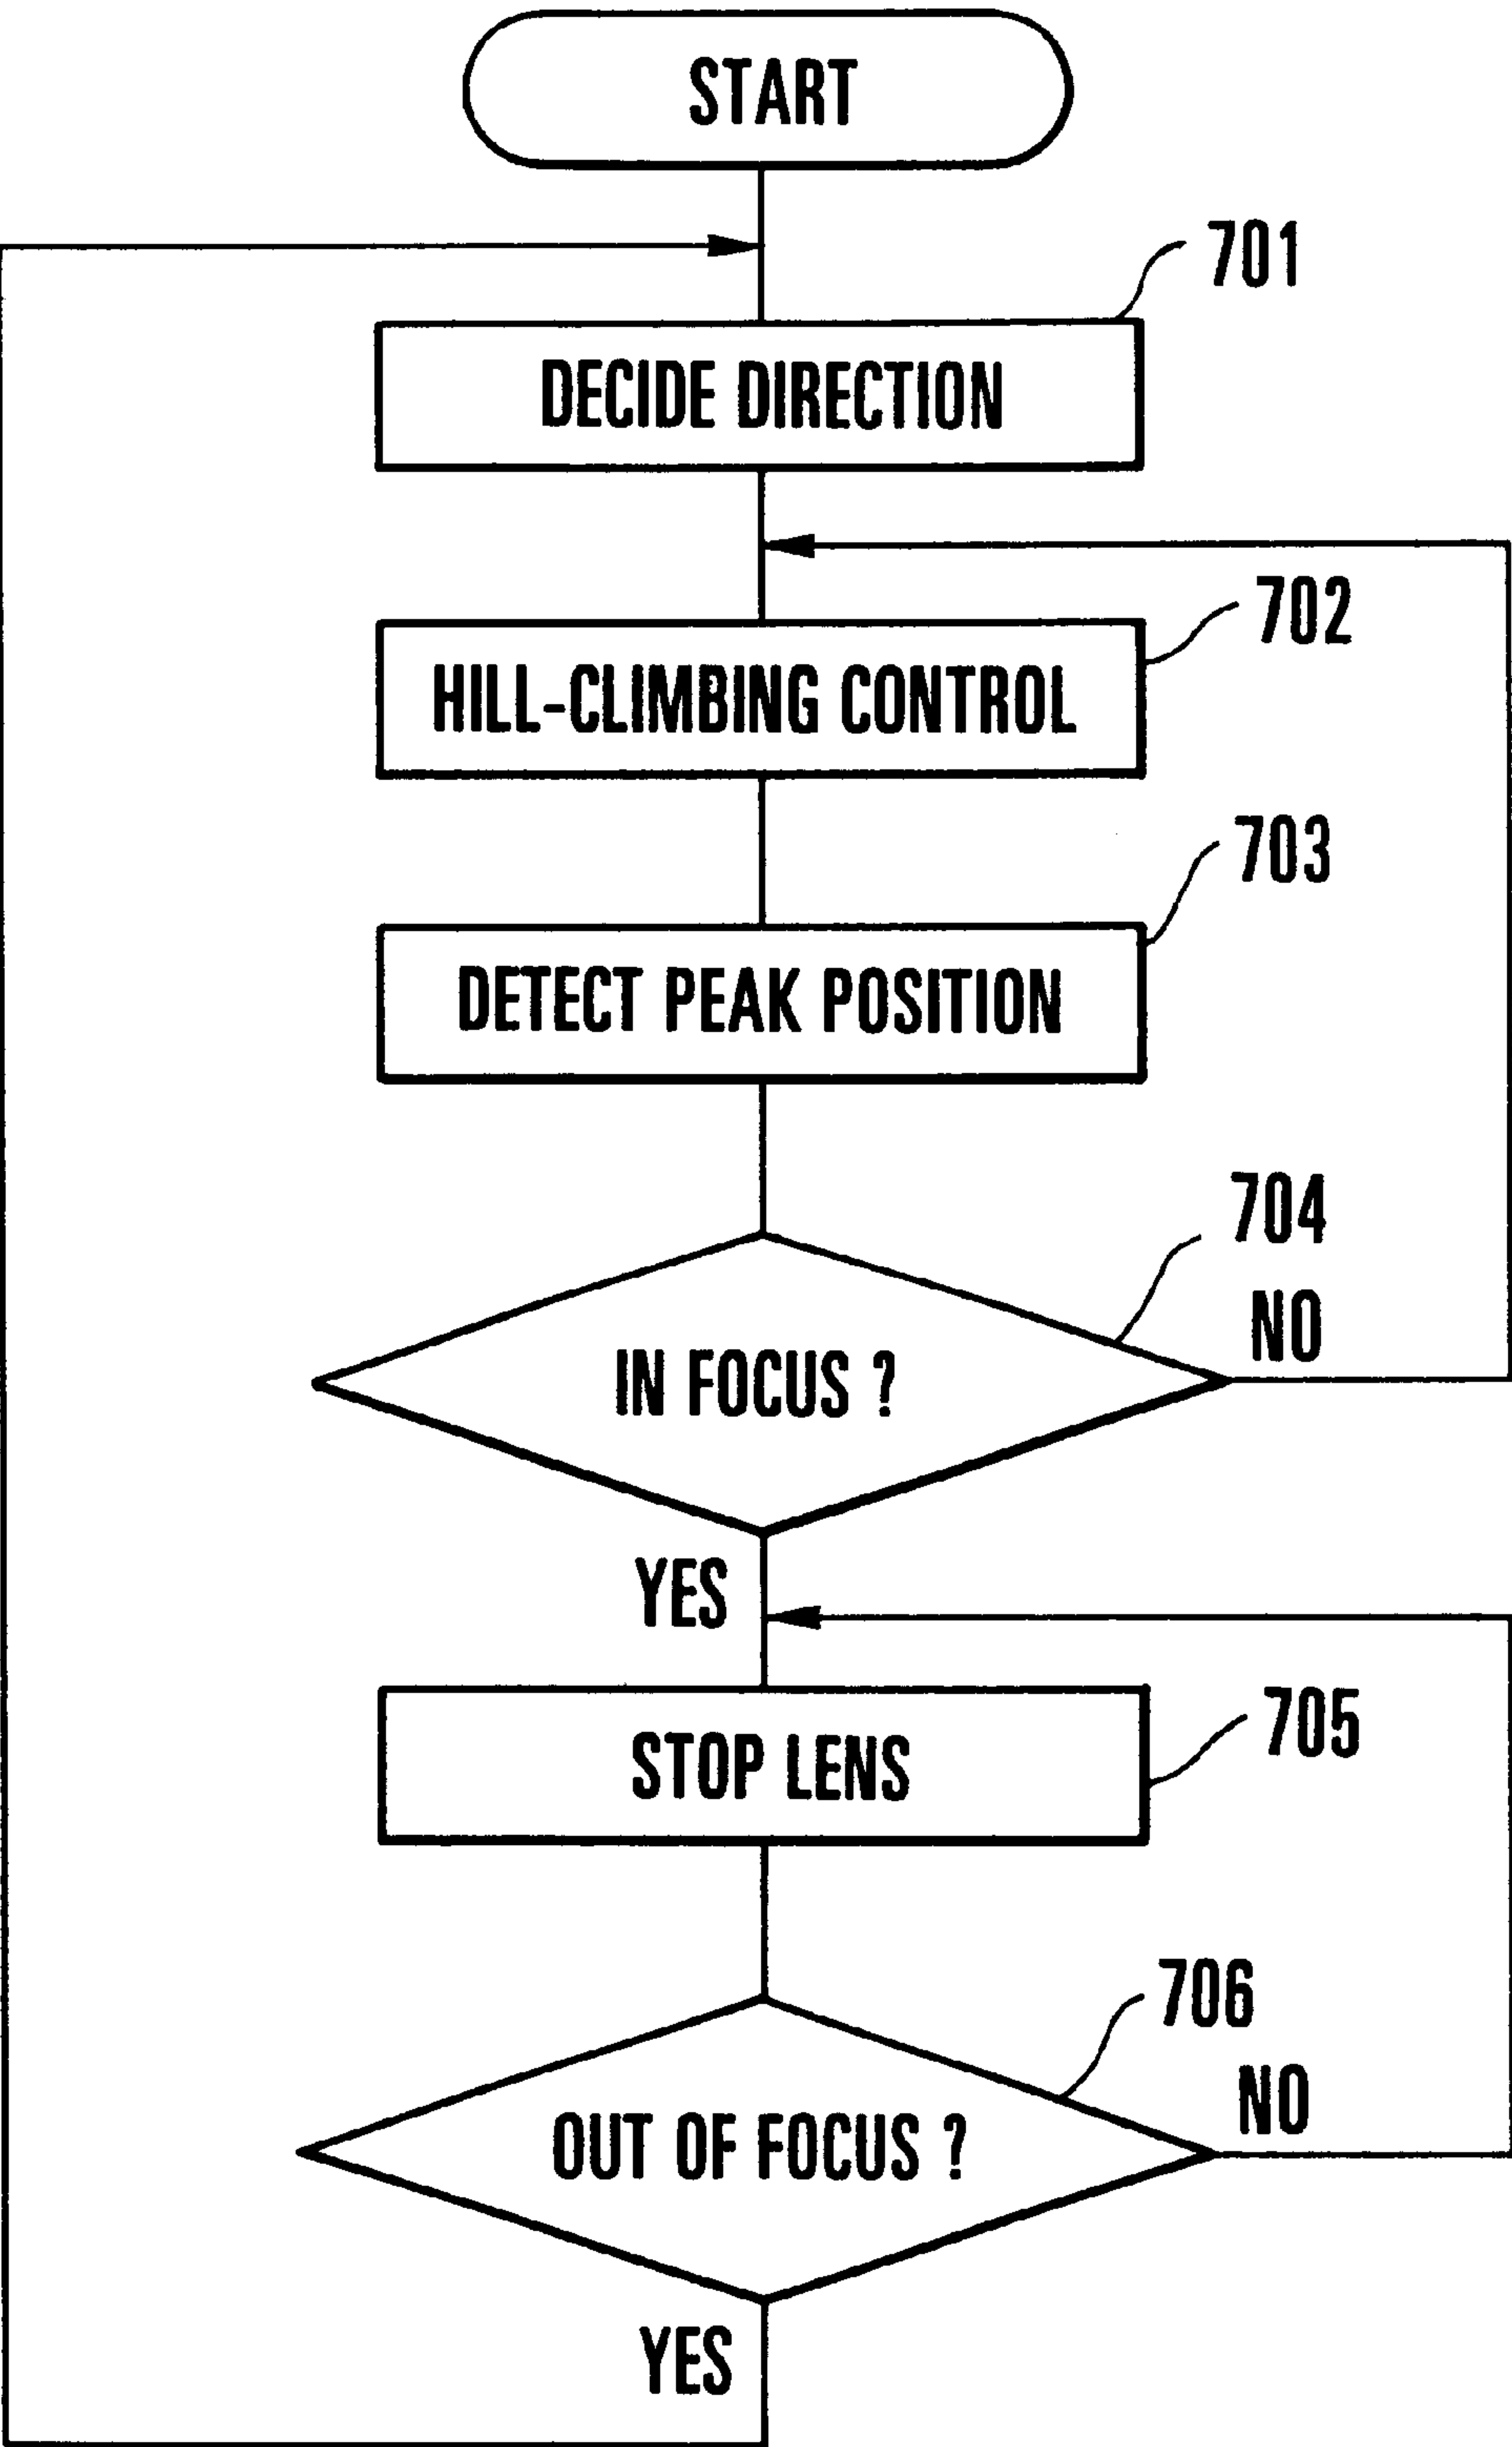 START
701
DECIDE DIRECTION
702
HILL-CLIMBING CONTROL
703
DETECT PEAK POSITION
704
NO
IN FOCUS ?
YES
705
STOP LENS
706
NO
OUT OF FOCUS ?
YES